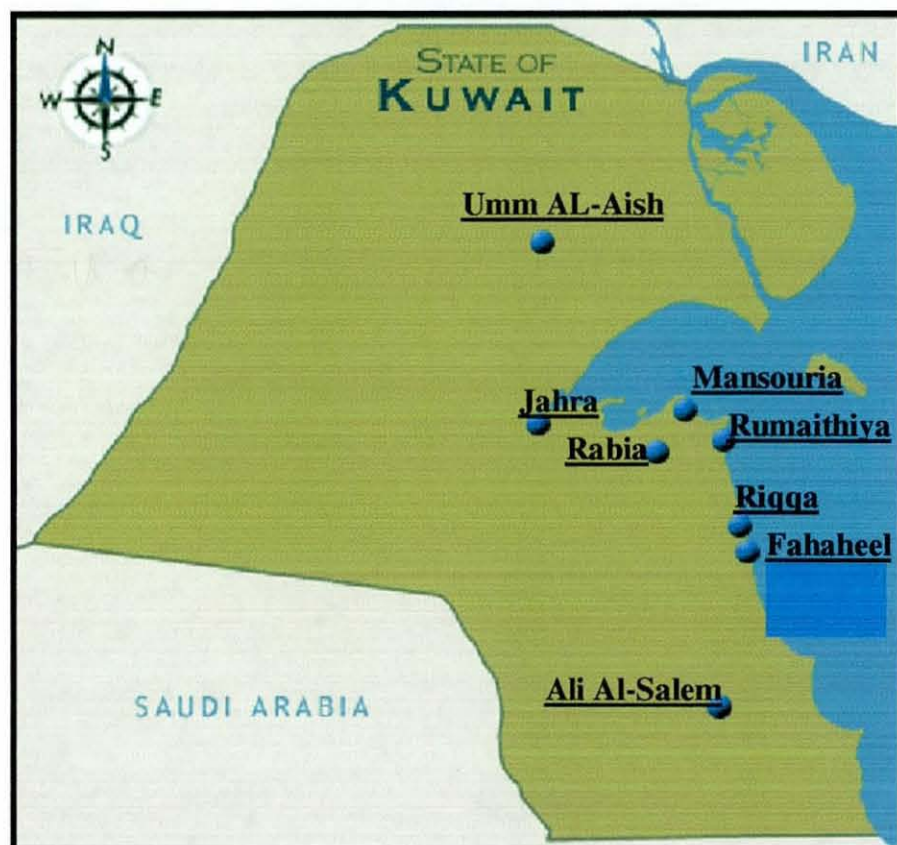 N
STATE OF
KUWAIT
IRAN
W
E
S
Umm AL-Aish
IRAQ
Mansouria
Jahra
Rumaithiya
Rabia
Riqqa
Fahaheel
Ali Al-Salem
SAUDI ARABIA